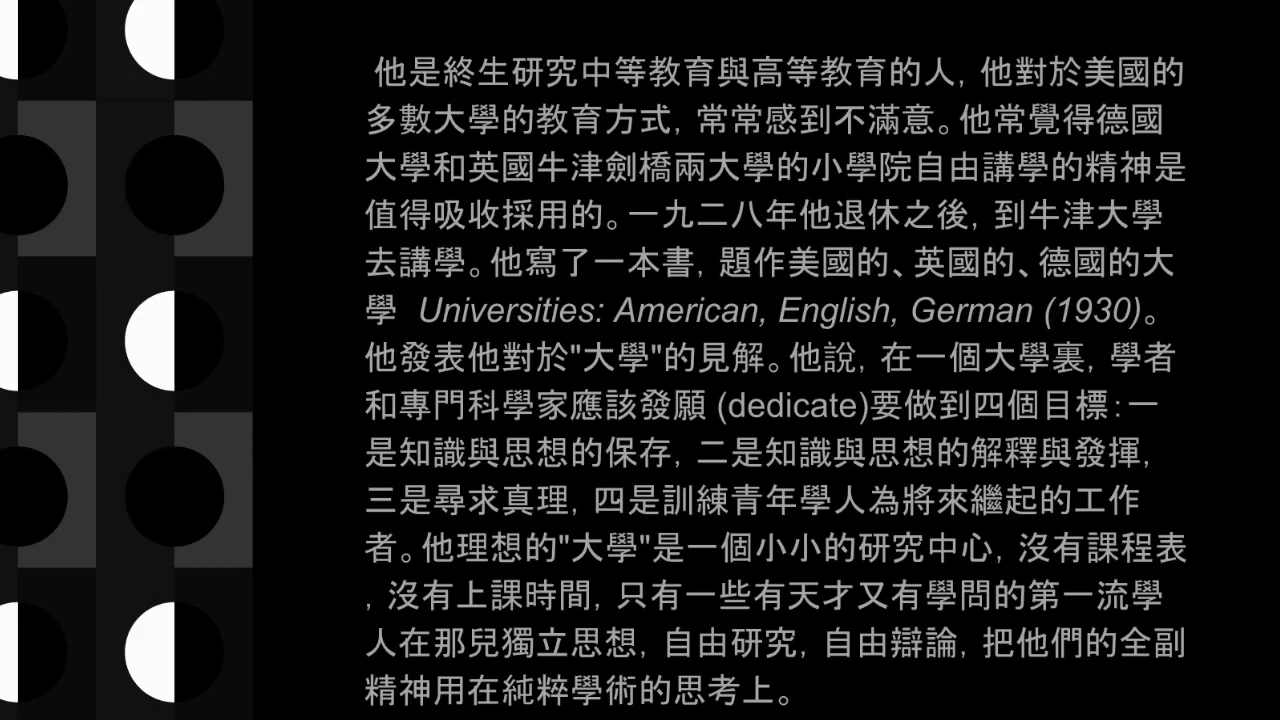 他是終生研究中等教育與高等教育的人, 他對於美國的
多數大學的教育方式, 常常感到不滿意。他常覺得德國
大學和英國牛津劍橋兩大學的小學院自由講學的精神是
值得吸收採用的。一九二八年他退休之後, 到牛津大學
去講學。他寫了一本書, 題作美國的、英國的、德國的大
學 Universities: American, English, German (1930)。
他發表他對於"大學"的見解。他說, 在一個大學裏, 學者
和專門科學家應該發願 (dedicate)要做到四個目標：一
是知識與思想的保存, 二是知識與思想的解釋與發揮,
三是尋求真理, 四是訓練青年學人為將來繼起的工作
者。他理想的"大學"是一個小小的研究中心, 沒有課程表
, 沒有上課時間, 只有一些有天才又有學問的第一流學
人在那兒獨立思想, 自由研究, 自由辯論, 把他們的全副
精神用在純粹學術的思考上。